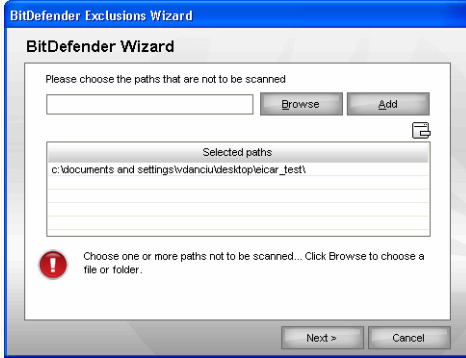 BitDefender Exclusions Wizard
BitDefender Wizard
Please choose the paths that are not to be scanned
Browse
Add
Selected paths
c:\documents and settings\vdanciu\desktop\eicar_test\
Choose one or more paths not to be scanned... Click Browse to choose a
file or folder.
Next >
Cancel